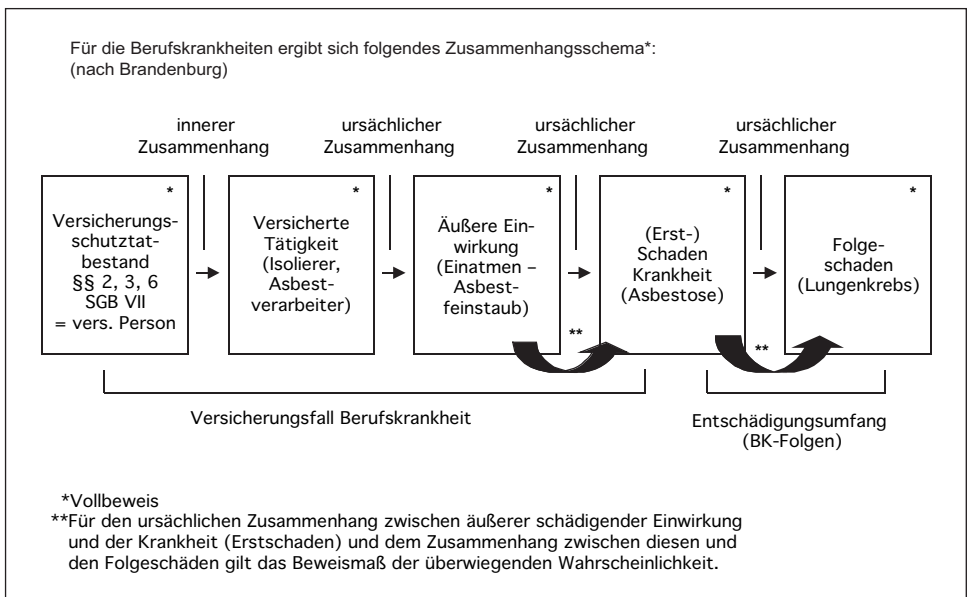 Für die Berufskrankheiten ergibt sich folgendes Zusammenhangsschema*:
(nach Brandenburg)
innerer
Zusammenhang
ursächlicher
Zusammenhang
ursächlicher
Zusammenhang
ursächlicher
Zusammenhang
*
Versicherungs-
schutztat-
bestand
§§ 2, 3, 6
SGB VII
= vers. Person
*
Versicherte
Tätigkeit
(Isolierer,
Asbest-
verarbeiter)
*
Äußere Ein-
wirkung
(Einatmen –
Asbest-
feinstaub)
**
*
(Erst-)
Schaden
Krankheit
(Asbestose)
**
*
Folge-
schaden
(Lungenkrebs)
Versicherungsfall Berufskrankheit
Entschädigungsumfang
(BK-Folgen)
*Vollbeweis
**Für den ursächlichen Zusammenhang zwischen äußerer schädigender Einwirkung
und der Krankheit (Erstschaden) und dem Zusammenhang zwischen diesen und
den Folgeschäden gilt das Beweismaß der überwiegenden Wahrscheinlichkeit.